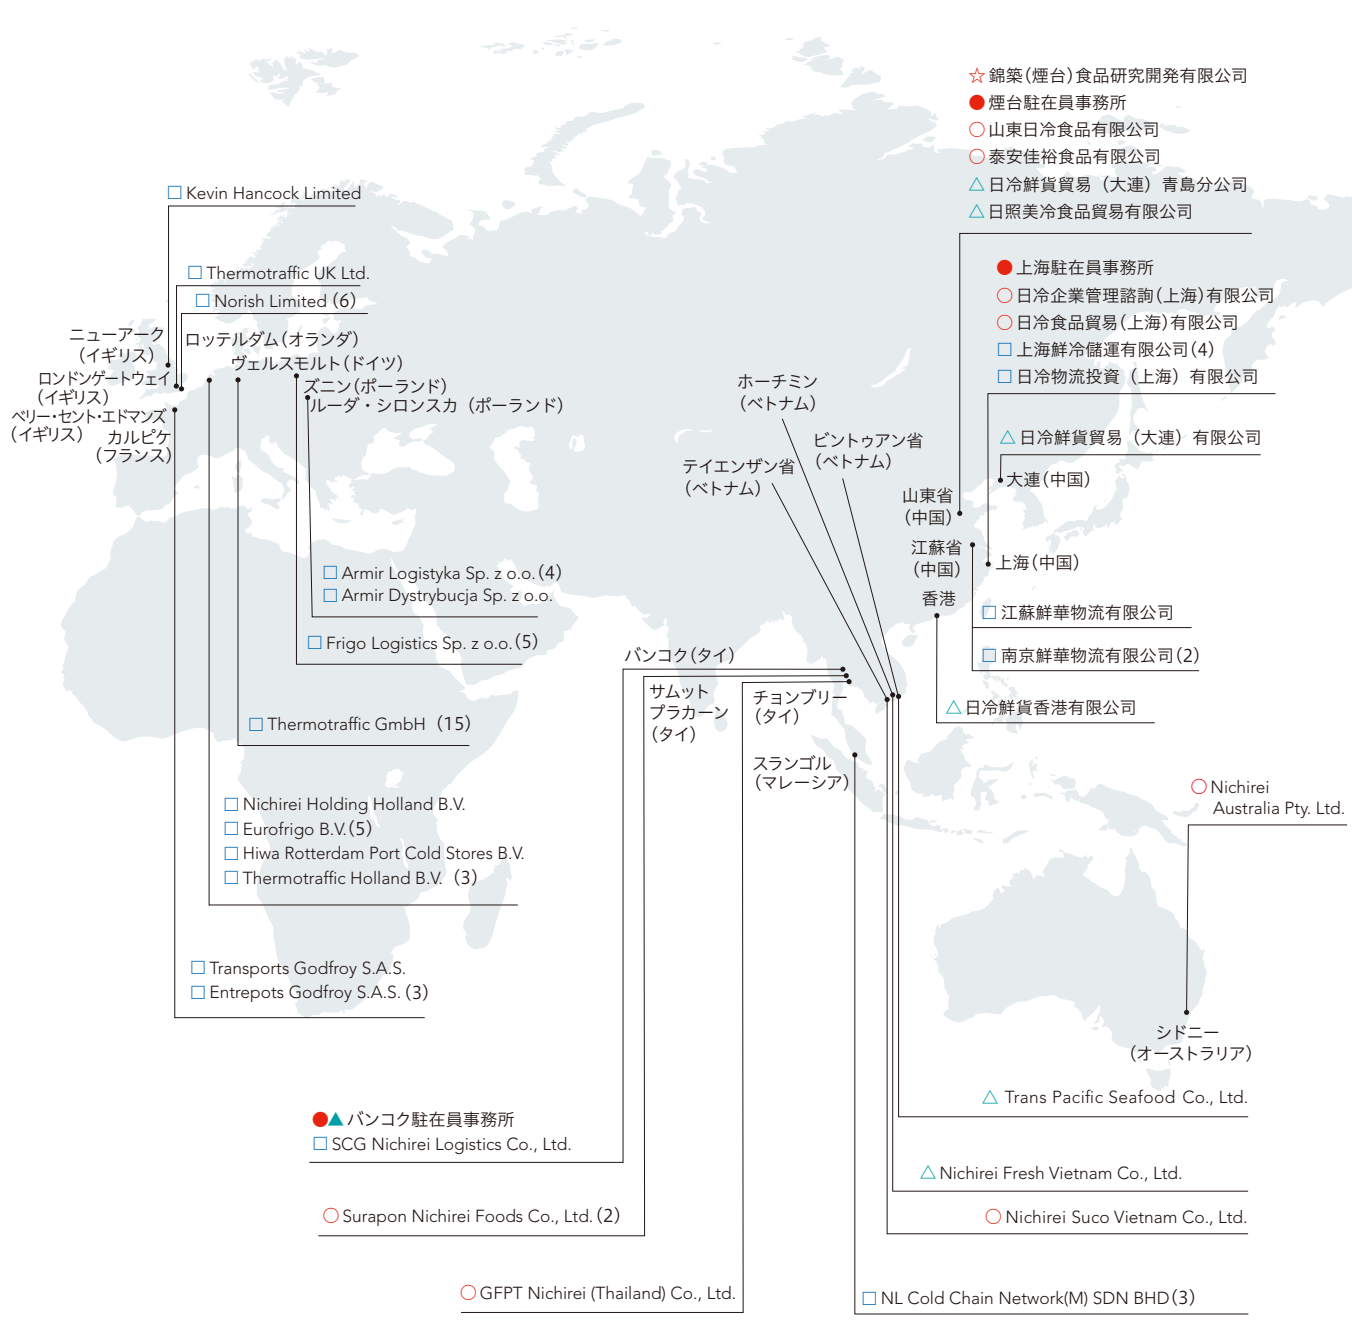 ☆ 錦築（煙台）食品研究開発有限公司
● 煙台駐在員事務所
○ 山東日冷食品有限公司
○ 泰安佳裕食品有限公司
△ 日冷鮮貨貿易（大連）青島分公司
△ 日照美冷食品貿易有限公司
□ Kevin Hancock Limited
□ Thermotraffic UK Ltd.
□ Norish Limited (6)
● 上海駐在員事務所
○ 日冷企業管理諮詢（上海）有限公司
○ 日冷食品貿易（上海）有限公司
□ 上海鮮冷儲運有限公司(4)
□ 日冷物流投資（上海）有限公司
ニューアーク
（イギリス）
ロッテルダム（オランダ）
ヴェルスモルト（ドイツ）
ロンドンゲートウェイ
（イギリス）
ズニン（ポーランド）
ルーダ・シロンスカ（ポーランド）
ベリー・セント・エドマンズ
（イギリス）
カルピケ
（フランス）
ホーチミン
（ベトナム）
ビントゥアン省
（ベトナム）
テイエンザン省
（ベトナム）
△ 日冷鮮貨貿易（大連）有限公司
大連（中国）
山東省
（中国）
江蘇省
（中国）
上海（中国）
香港
□ 江蘇鮮華物流有限公司
□ 南京鮮華物流有限公司(2)
△ 日冷鮮貨香港有限公司
□ Armir Logistyka Sp. z o.o. (4)
□ Armir Dystrybucja Sp. z o.o.
□ Frigo Logistics Sp. z o.o. (5)
□ Thermotraffic GmbH (15)
バンコク（タイ）
サムット
プラカーン
（タイ）
チョンブリー
（タイ）
スランゴル
（マレーシア）
□ Nichirei Holding Holland B.V.
□ Eurofrigo B.V. (5)
□ Hiwa Rotterdam Port Cold Stores B.V.
□ Thermotraffic Holland B.V. (3)
○ Nichirei
Australia Pty. Ltd.
□ Transports Godfroy S.A.S.
□ Entrepots Godfroy S.A.S. (3)
シドニー
（オーストラリア）
●▲ バンコク駐在員事務所
□ SCG Nichirei Logistics Co., Ltd.
○ Surapon Nichirei Foods Co., Ltd. (2)
○ GFPT Nichirei (Thailand) Co., Ltd.
△ Trans Pacific Seafood Co., Ltd.
△ Nichirei Fresh Vietnam Co., Ltd.
○ Nichirei Suco Vietnam Co., Ltd.
□ NL Cold Chain Network(M) SDN BHD (3)